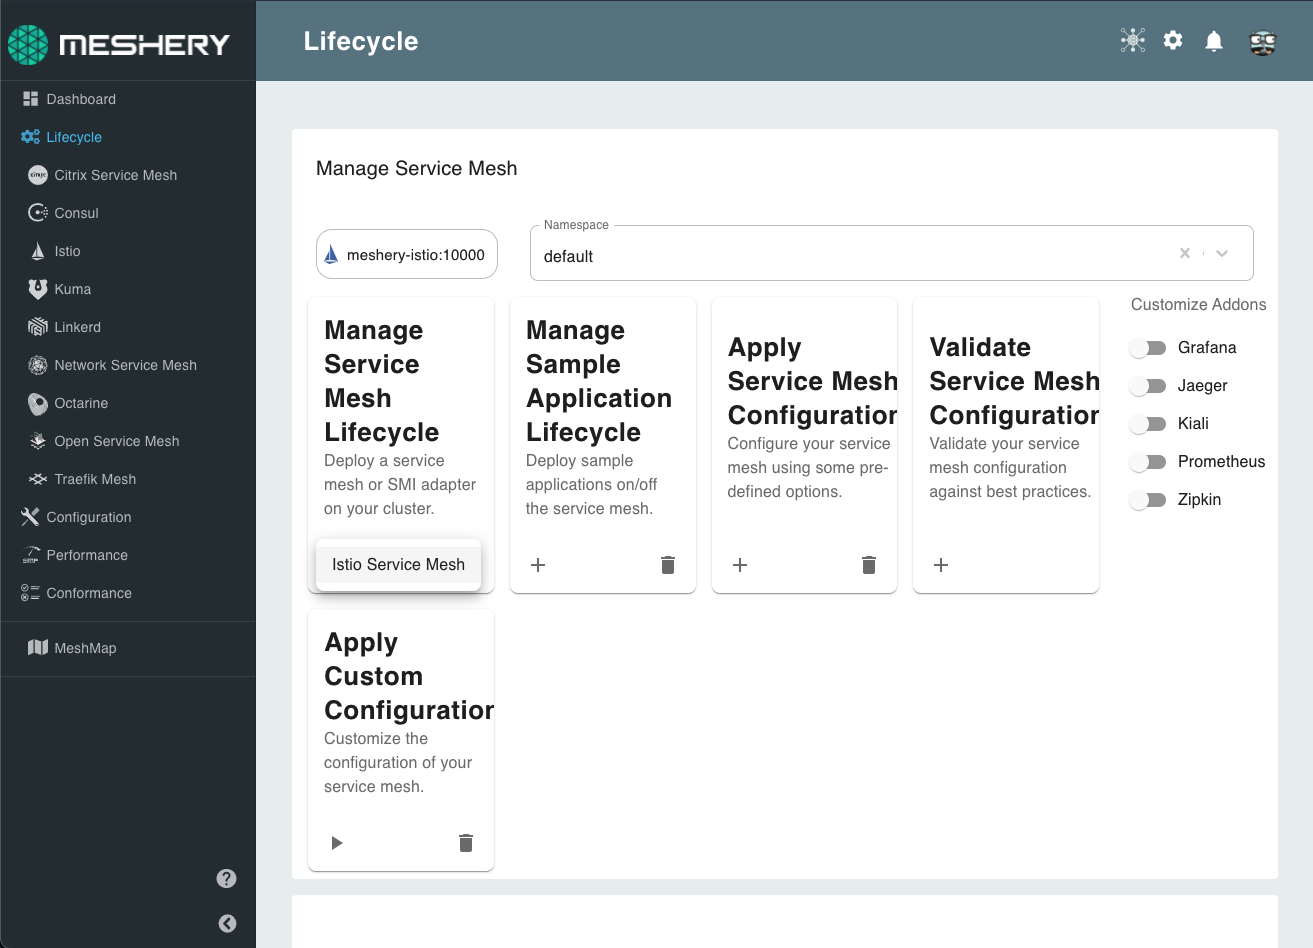 MESHERY
Lifecycle
Dashboard
Lifecycle
Citrix Service Mesh
Consul
Istio
Kuma
Linkerd
Network Service Mesh
Octarine
Open Service Mesh
Traefik Mesh
Configuration
Performance
Conformance
MeshMap
Manage Service Mesh
meshery-istio:10000
Namespace
default
Manage
Service
Mesh
Lifecycle
Deploy a service
mesh or SMI adapter
on your cluster.
Istio Service Mesh
Manage
Sample
Application
Lifecycle
Deploy sample
applications on/off
the service mesh.
Apply
Service Mesh
Configuration
Configure your service
mesh using some pre-
defined options.
Validate
Service Mesh
Configuration
Validate your service
mesh configuration
against best practices.
Customize Addons
Grafana
Jaeger
Kiali
Prometheus
Zipkin
Apply
Custom
Configuration
Customize the
configuration of your
service mesh.